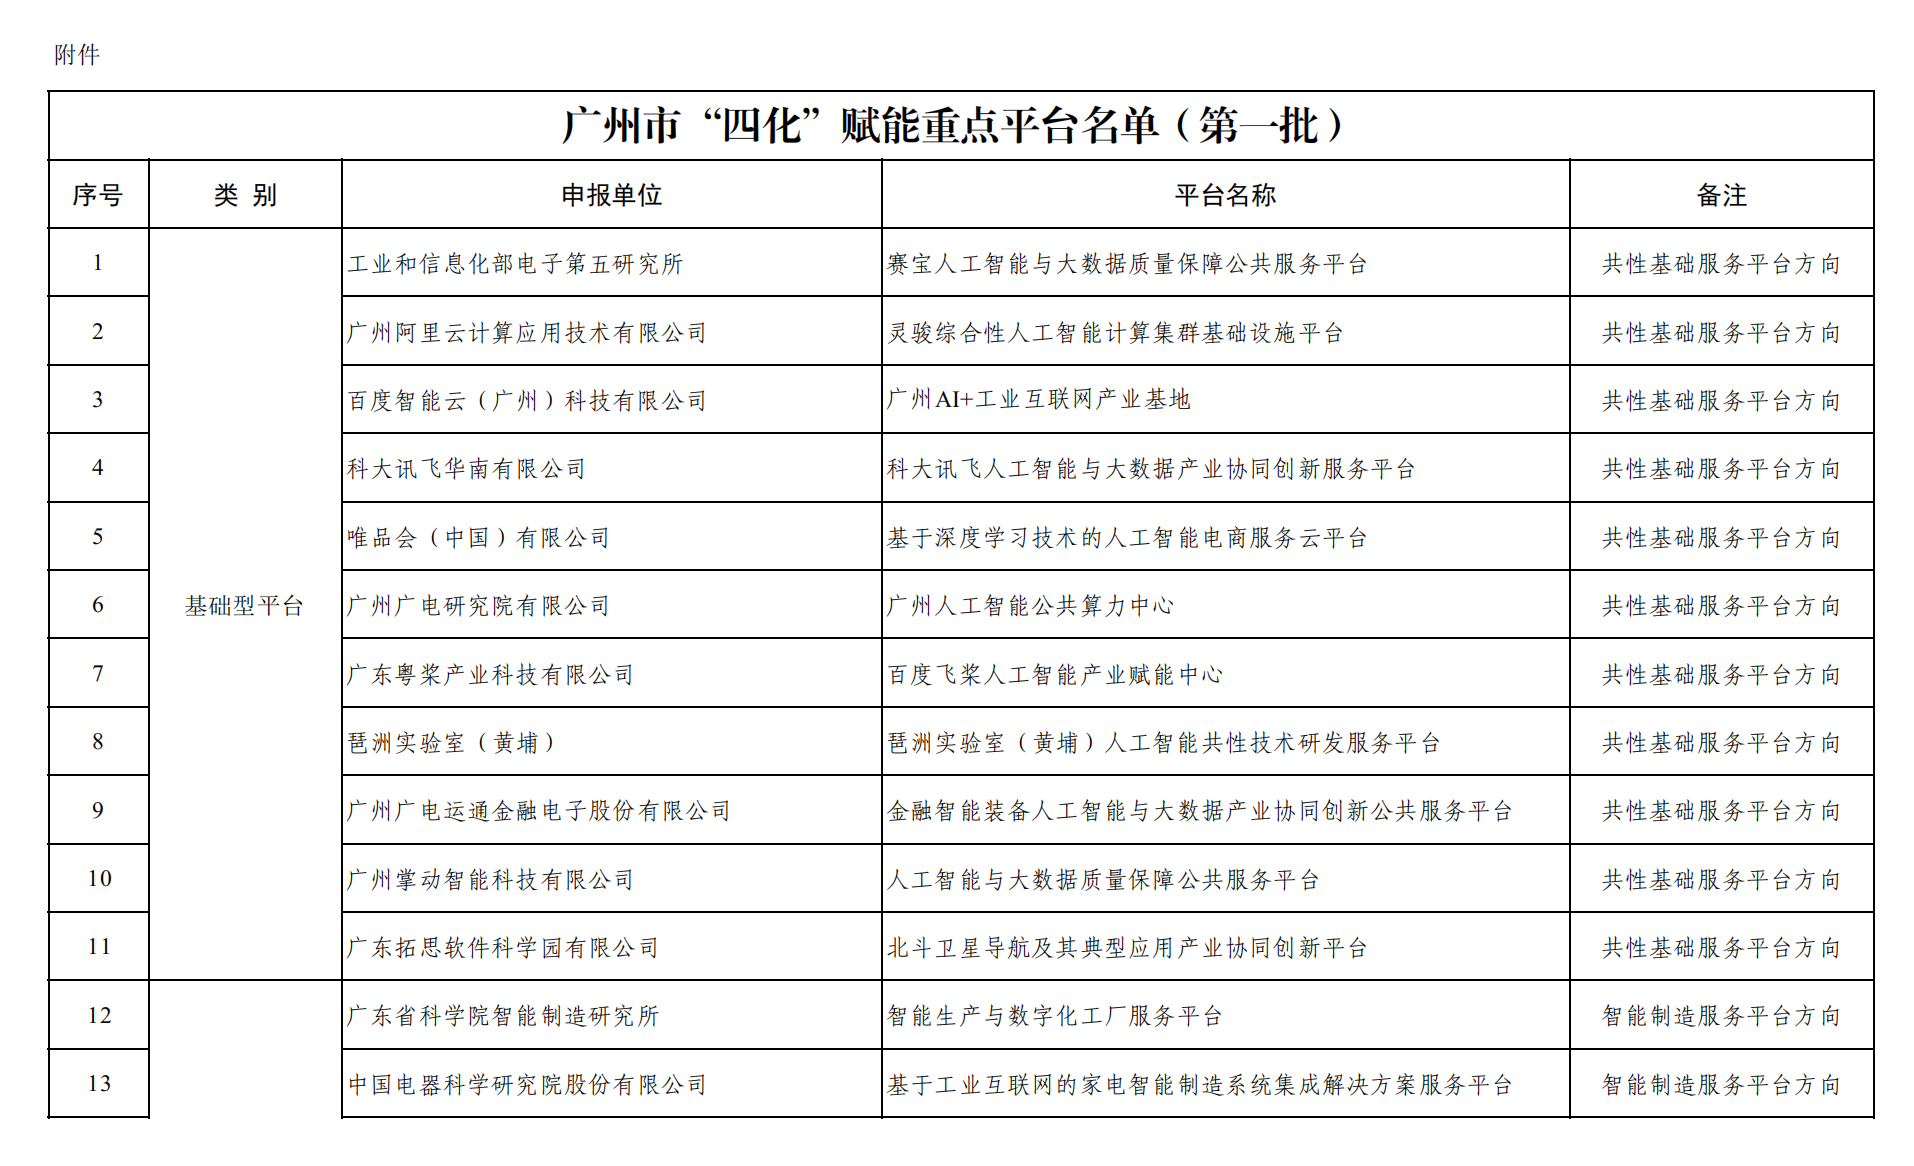 附件
广州市“四化”赋能重点平台名单（第一批）
序号 类 别 申报单位 平台名称 备注
1 工业和信息化部电子第五研究所 赛宝人工智能与大数据质量保障公共服务平台 共性基础服务平台方向
2 广州阿里云计算应用技术有限公司 灵骏综合性人工智能计算集群基础设施平台 共性基础服务平台方向
3 百度智能云（广州）科技有限公司 广州AI+工业互联网产业基地 共性基础服务平台方向
4 科大讯飞华南有限公司 科大讯飞人工智能与大数据产业协同创新服务平台 共性基础服务平台方向
5 唯品会（中国）有限公司 基于深度学习技术的人工智能电商服务云平台 共性基础服务平台方向
6 基础型平台 广州广电研究院有限公司 广州人工智能公共算力中心 共性基础服务平台方向
7 广东粤桨产业科技有限公司 百度飞桨人工智能产业赋能中心 共性基础服务平台方向
8 琶洲实验室（黄埔） 琶洲实验室（黄埔）人工智能共性技术研发服务平台 共性基础服务平台方向
9 广州广电运通金融电子股份有限公司 金融智能装备人工智能与大数据产业协同创新公共服务平台 共性基础服务平台方向
10 广州掌动智能科技有限公司 人工智能与大数据质量保障公共服务平台 共性基础服务平台方向
11 广东拓思软件科学园有限公司 北斗卫星导航及其典型应用产业协同创新平台 共性基础服务平台方向
12 广东省科学院智能制造研究所 智能生产与数字化工厂服务平台 智能制造服务平台方向
13 中国电器科学研究院股份有限公司 基于工业互联网的家电智能制造系统集成解决方案服务平台 智能制造服务平台方向